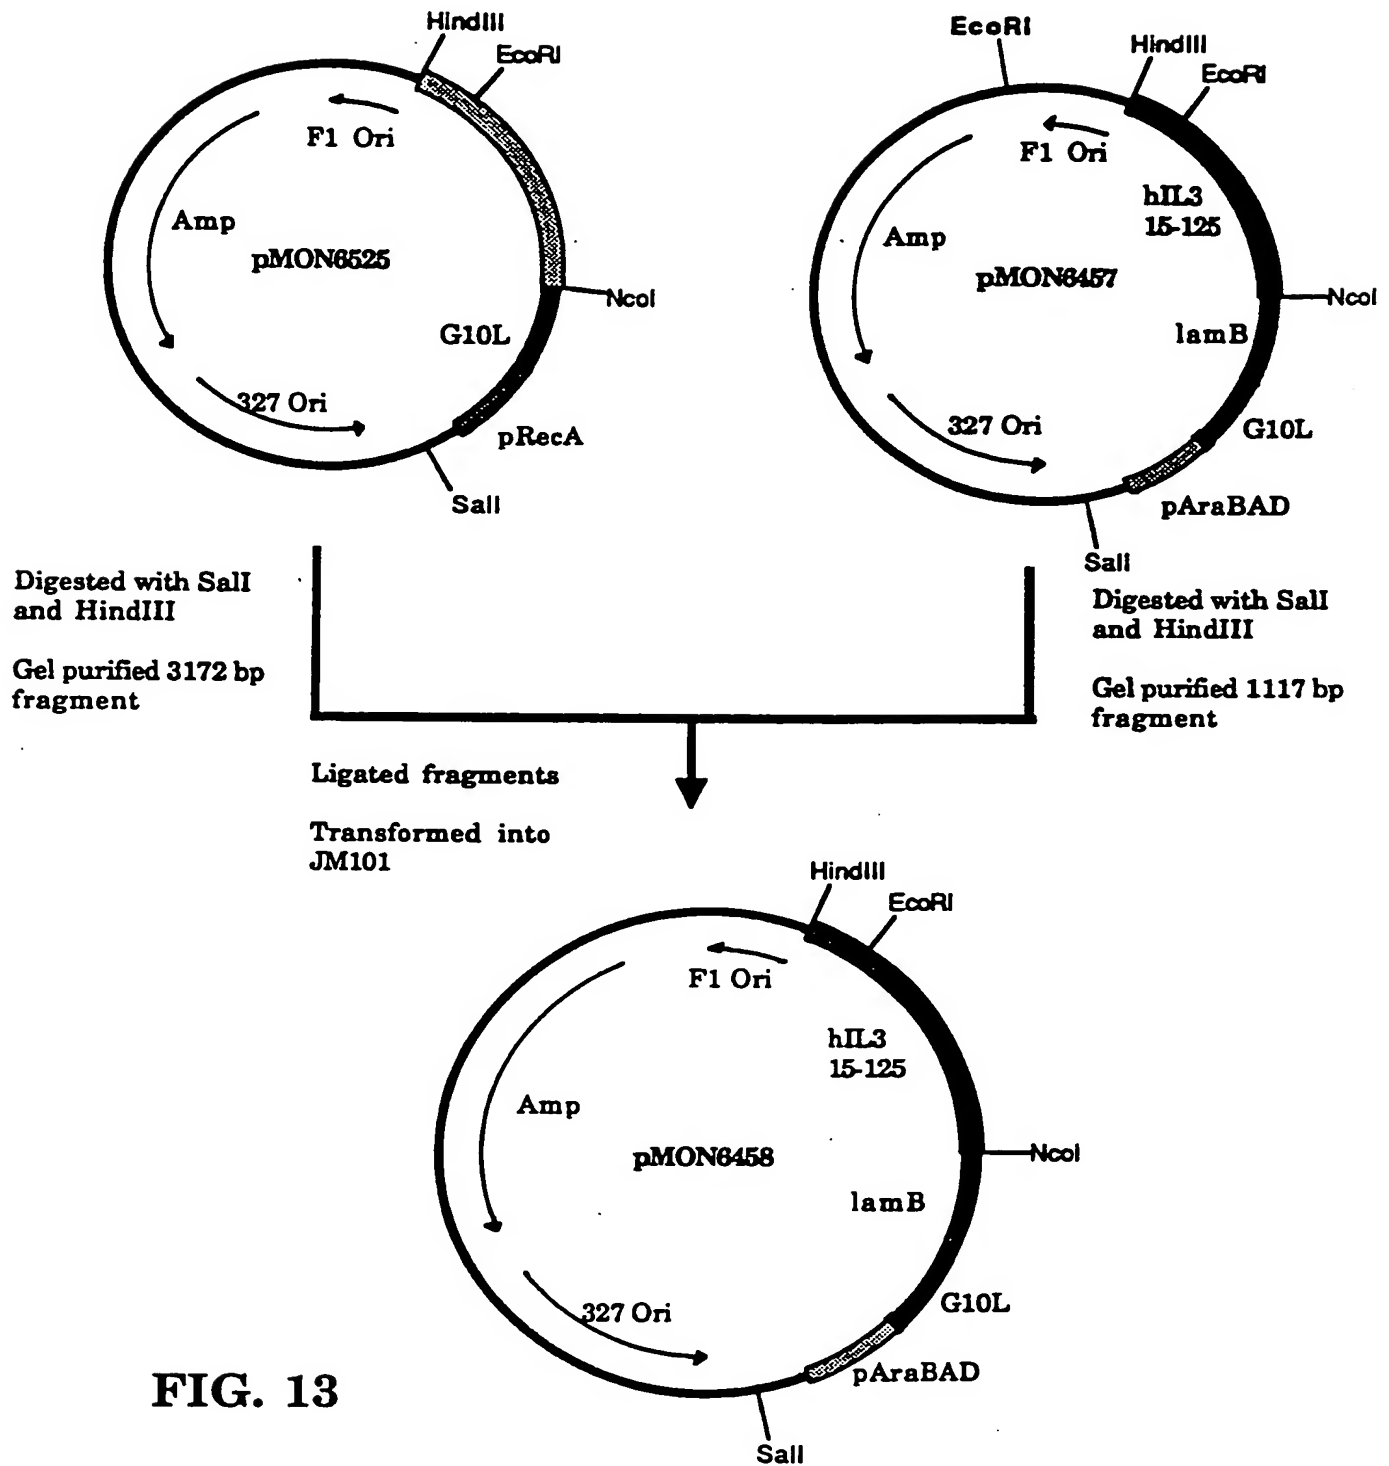 HindIII
EcoRI
F1 Ori
Amp
pMON6525
NcoI
G10L
327 Ori
pRecA
SalI
EcoRI
HindIII
EcoRI
F1 Ori
hIL3
15-125
Amp
pMON6457
NcoI
lamB
327 Ori
G10L
pAraBAD
SalI
Digested with SalI
and HindIII
Gel purified 3172 bp
fragment
Digested with SalI
and HindIII
Gel purified 1117 bp
fragment
Ligated fragments
Transformed into
JM101
HindIII
EcoRI
F1 Ori
hIL3
15-125
Amp
pMON6458
NcoI
lamB
G10L
327 Ori
pAraBAD
SalI
FIG. 13